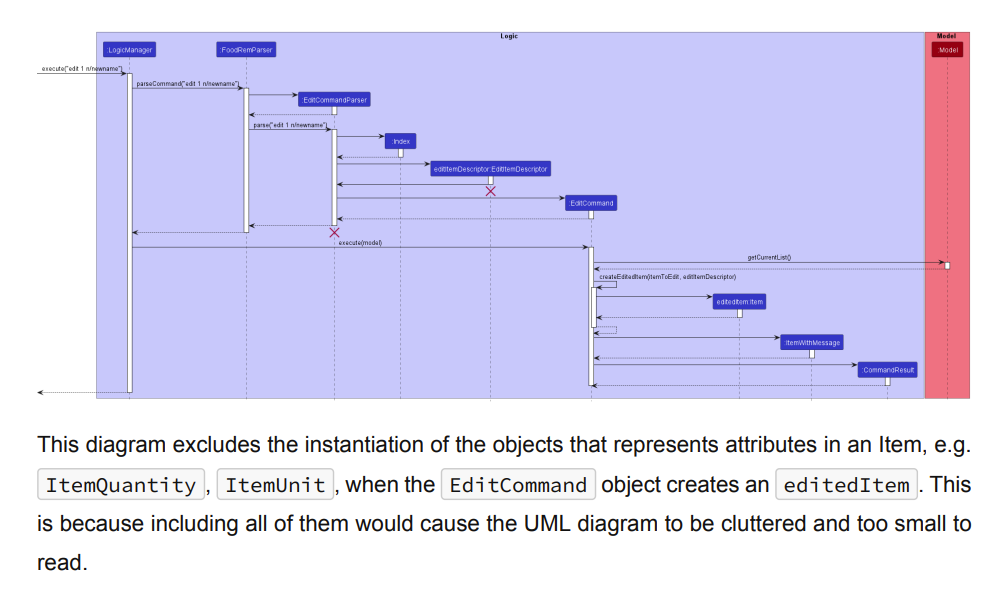 Logic
Model
:LogicManager
:FoodRemParser
:Model
execute("edit 1 n/newname")
parseCommand("edit 1 n/newname")
:EditCommandParser
parse("edit 1 n/newname")
:Index
editItemDescriptor:EditItemDescriptor
:EditCommand
execute(model)
getCurrentList()
createEditedItem(itemToEdit, editItemDescriptor)
editedItem:Item
:ItemWithMessage
:CommandResult
This diagram excludes the instantiation of the objects that represents attributes in an Item, e.g.
ItemQuantity , ItemUnit , when the EditCommand object creates an editedItem . This
is because including all of them would cause the UML diagram to be cluttered and too small to
read.